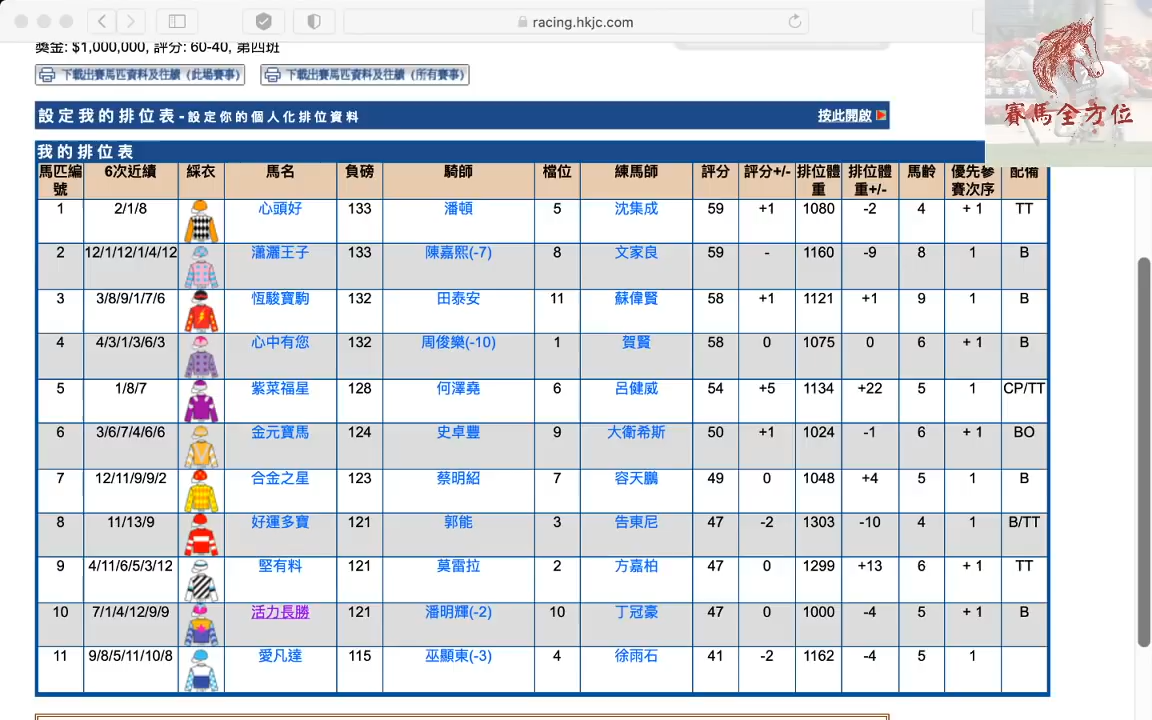 racing.hkjc.com
獎金: $1,000,000, 評分: 60-40, 第四班
下載出賽馬匹資料及往績 (此場賽事) 下載出賽馬匹資料及往績 (所有賽事)
賽馬全方位
設定我的排位表-設定你的個人化排位資料 按此開啟
我的排位表
馬匹編號 6次近績 綵衣 馬名 負磅 騎師 檔位 練馬師 評分 評分+/- 排位體重 排位體重+/- 馬齡 優先參賽次序 配備
1 2/1/8 心頭好 133 潘頓 5 沈集成 59 +1 1080 -2 4 + 1 TT
2 12/1/12/1/4/12 瀟灑王子 133 陳嘉熙(-7) 8 文家良 59 - 1160 -9 8 1 B
3 3/8/9/1/7/6 恆駿寶駒 132 田泰安 11 蘇偉賢 58 +1 1121 +1 9 1 B
4 4/3/1/3/6/3 心中有您 132 周俊樂(-10) 1 賀賢 58 0 1075 0 6 + 1 B
5 1/8/7 紫荊福星 128 何澤堯 6 呂健威 54 +5 1134 +22 5 1 CP/TT
6 3/6/7/4/6/6 金元寶馬 124 史卓豐 9 大衛希斯 50 +1 1024 -1 6 + 1 BO
7 12/11/9/9/2 合金之星 123 蔡明紹 7 容天鵬 49 0 1048 +4 5 1 B
8 11/13/9 好運多寶 121 郭能 3 告東尼 47 -2 1303 -10 4 1 B/TT
9 4/11/6/5/3/12 堅有料 121 莫雷拉 2 方嘉柏 47 0 1299 +13 6 + 1 TT
10 7/1/4/12/9/9 活力長勝 121 潘明輝(-2) 10 丁冠豪 47 0 1000 -4 5 + 1 B
11 9/8/5/11/10/8 愛凡達 115 巫顯東(-3) 4 徐雨石 41 -2 1162 -4 5 1